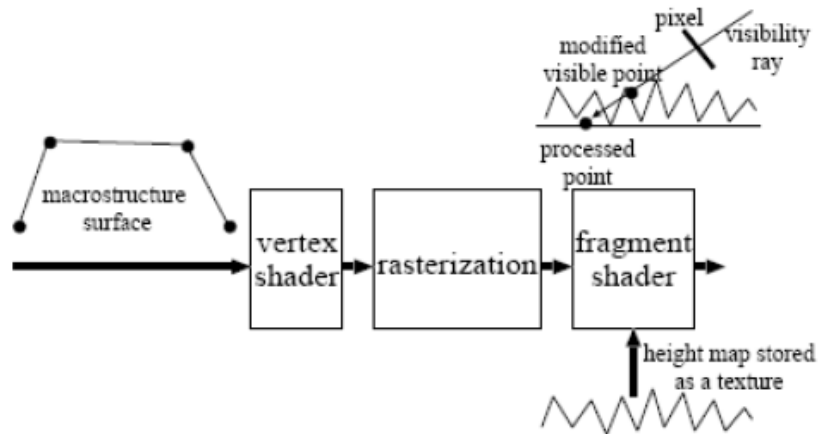 pixel
modified
visible point
visibility
ray
processed
point
macrostructure
surface
vertex
shader
rasterization
fragment
shader
height map stored
as a texture